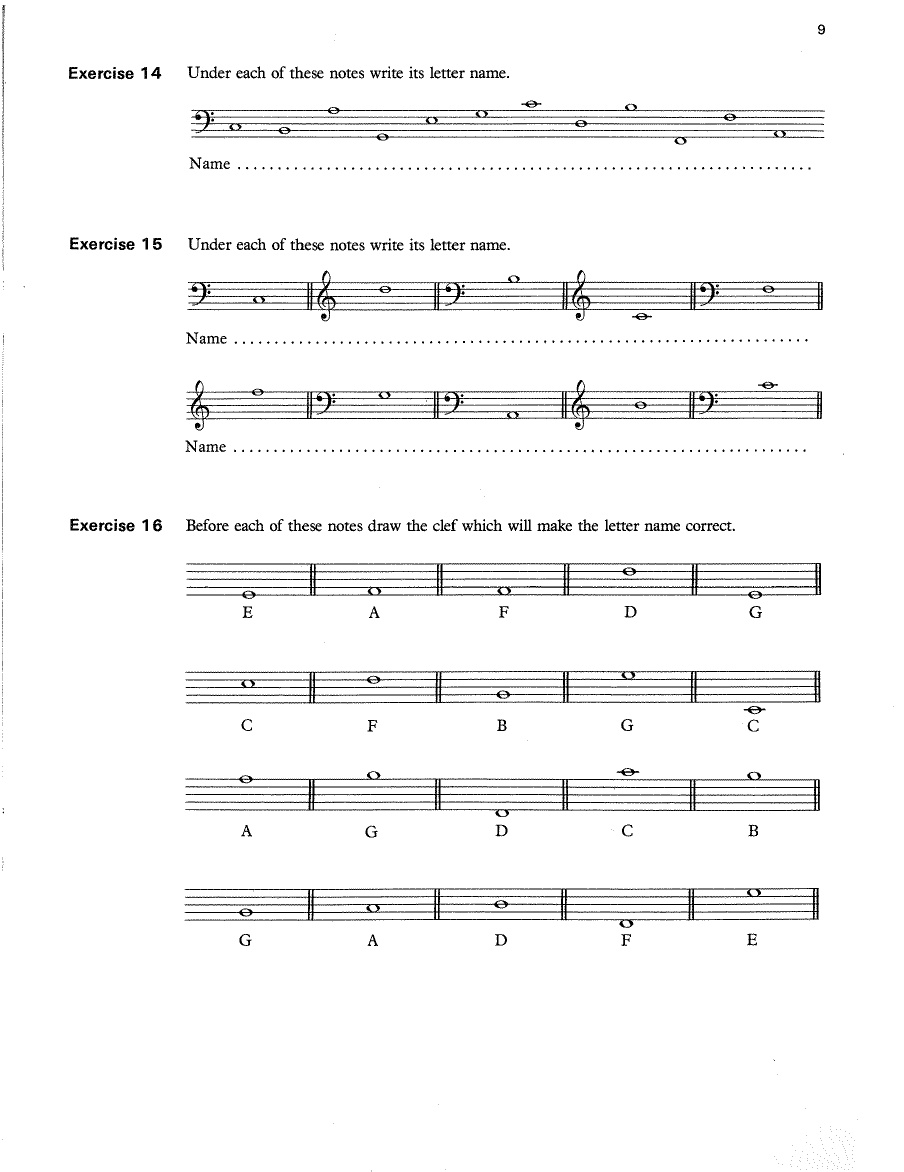 9
Exercise 14 Under each of these notes write its letter name.
Name ......................................................................
Exercise 15 Under each of these notes write its letter name.
Name ......................................................................
Name ......................................................................
Exercise 16 Before each of these notes draw the clef which will make the letter name correct.
E A F D G
C F B G C
A G D C B
G A D F E